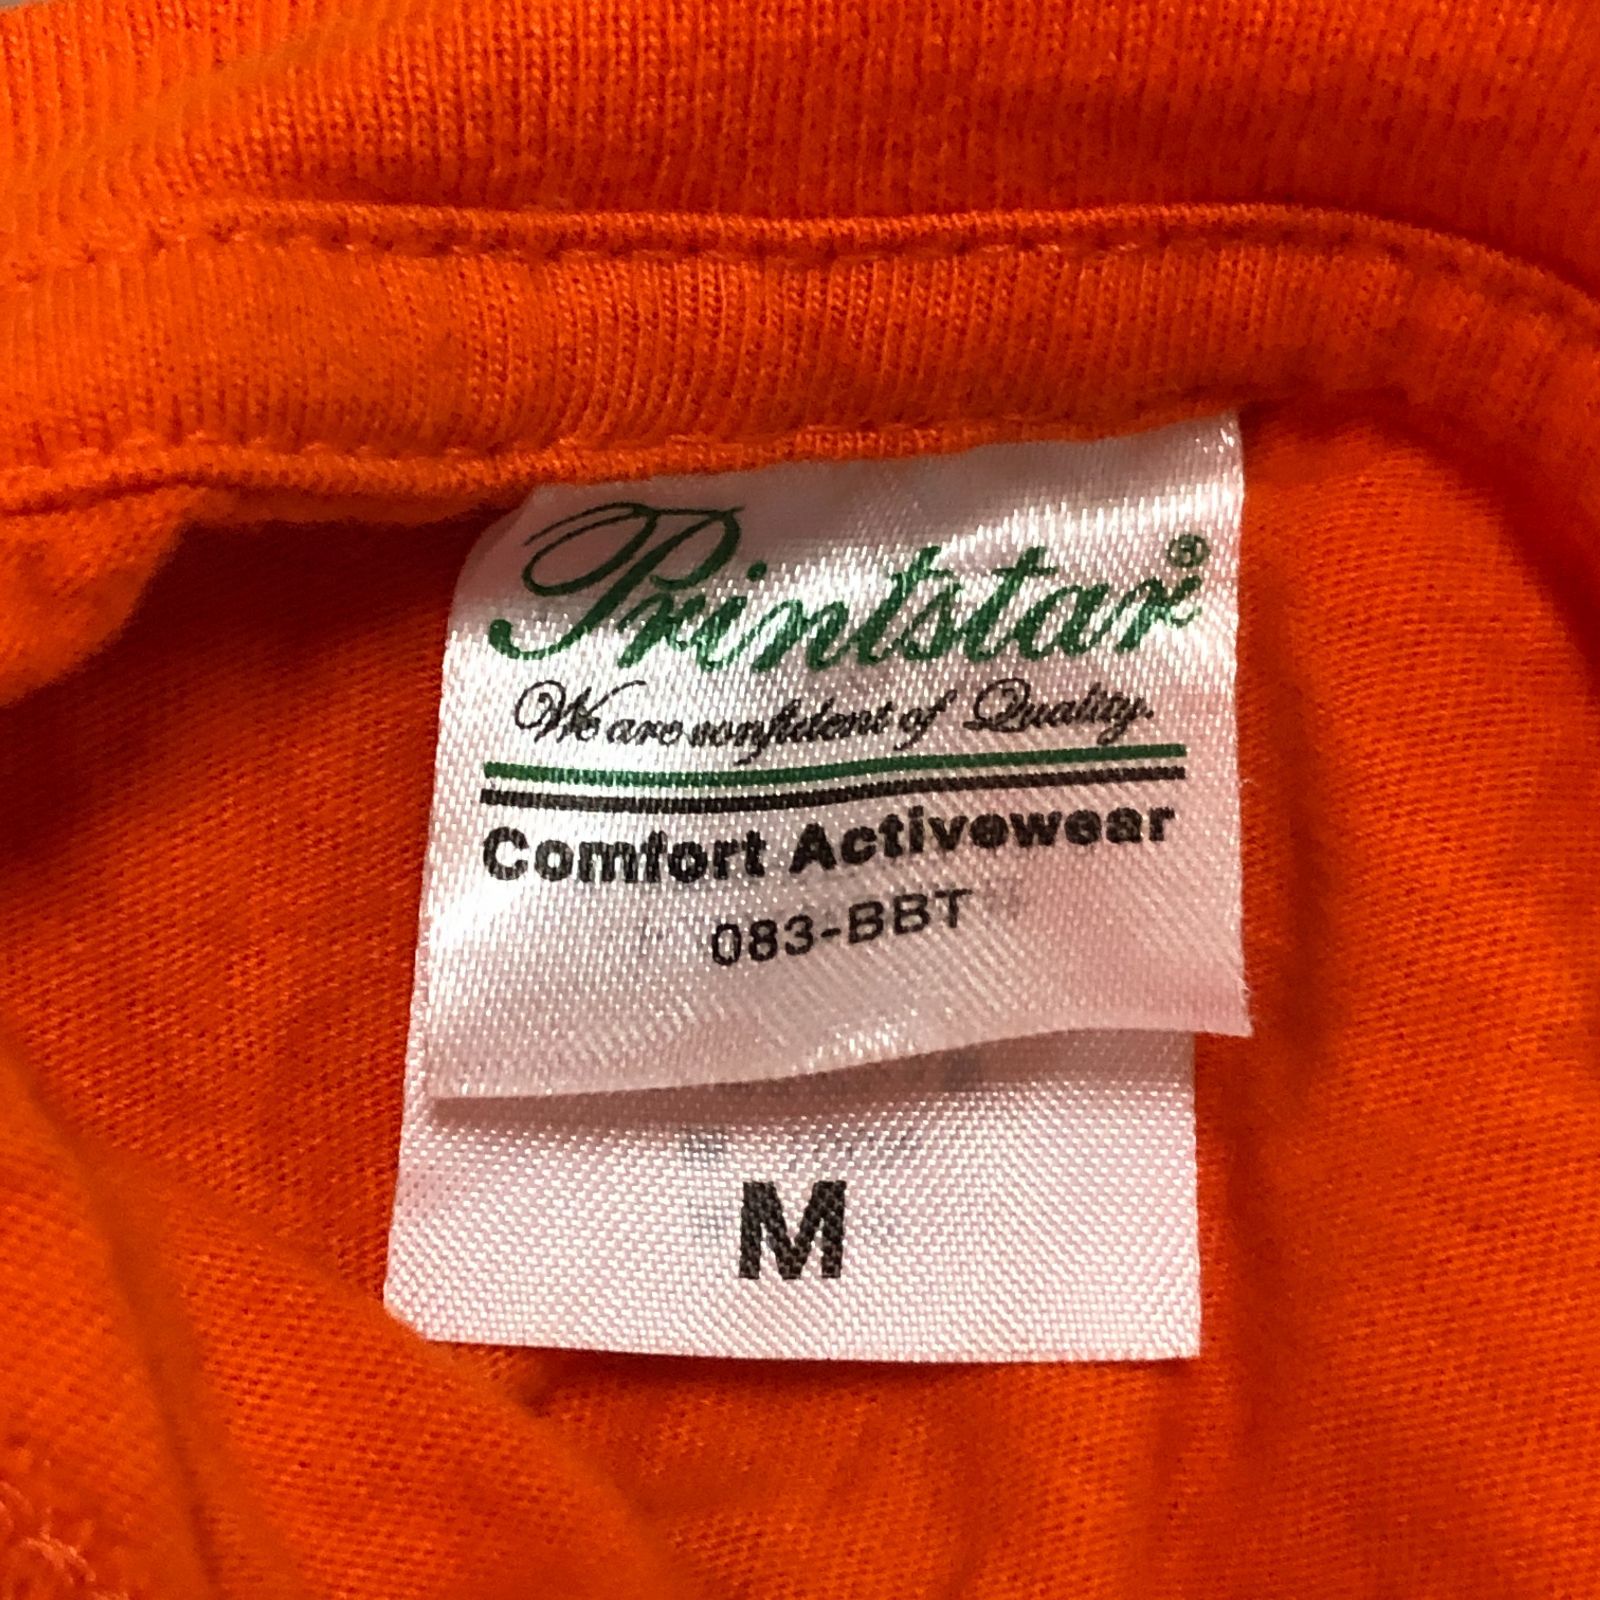 Printstar®
We are confident of Quality.
Comfort Activewear
083-BBT
M